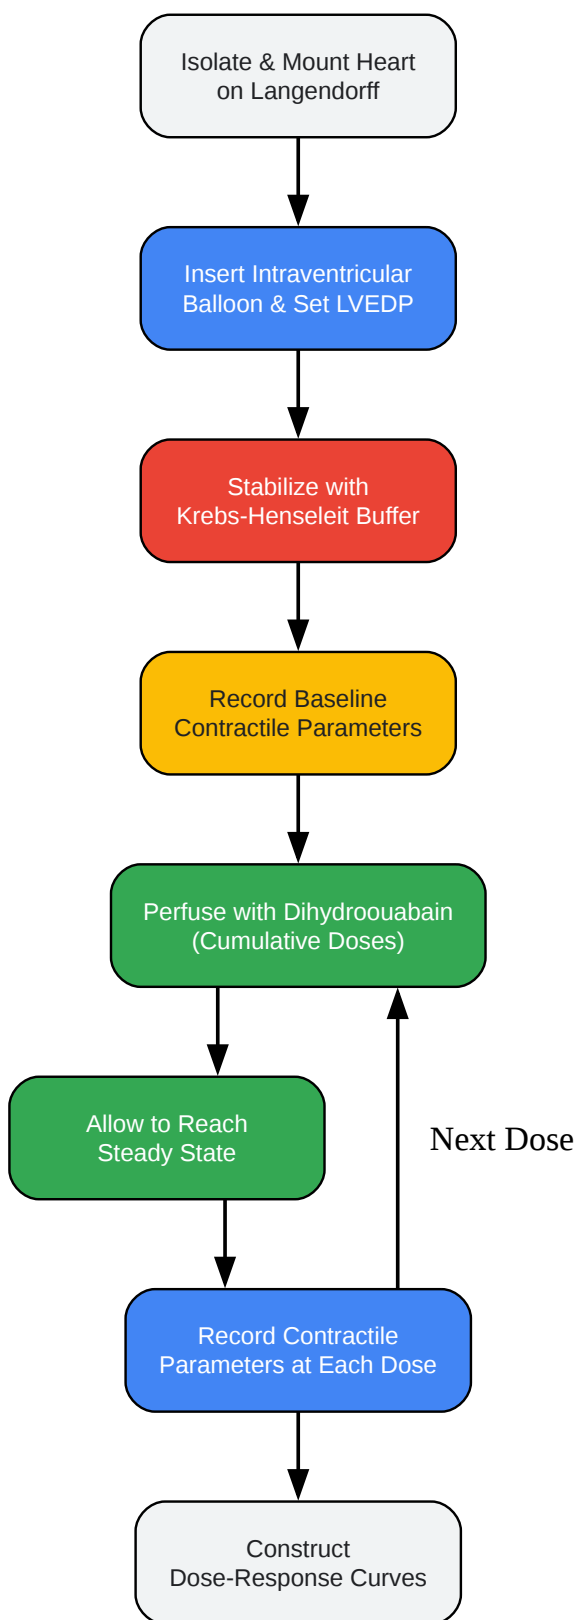 Isolate & Mount Heart
on Langendorff
Insert Intraventricular
Balloon & Set LVEDP
Stabilize with
Krebs-Henseleit Buffer
Record Baseline
Contractile Parameters
Perfuse with Dihydroouabain
(Cumulative Doses)
Allow to Reach
Steady State
Next Dose
Record Contractile
Parameters at Each Dose
Construct
Dose-Response Curves